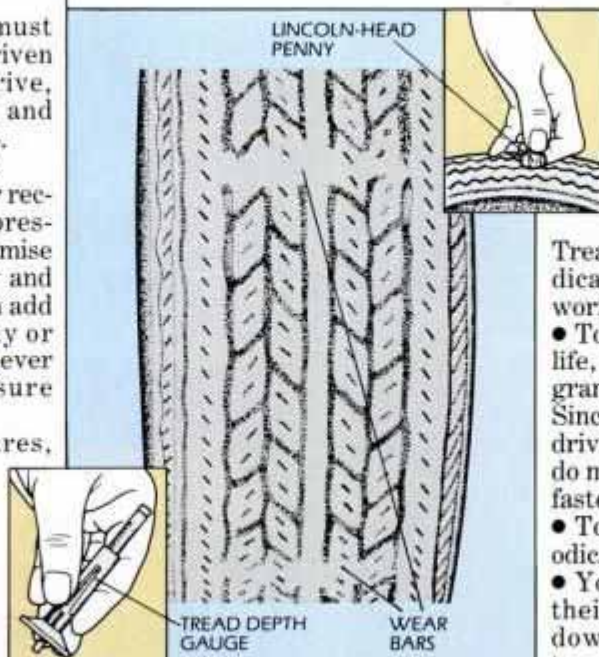 must
riven
rive,
and
rec-
pres-
mise
and
add
y or
ever
sure
res,
LINCOLN-HEAD
PENNY
TREAD DEPTH
GAUGE
WEAR
BARS
Trea
dica
wor
• To
life,
gran
Sinc
driv
do n
faste
• To
odic
• Yo
their
dow